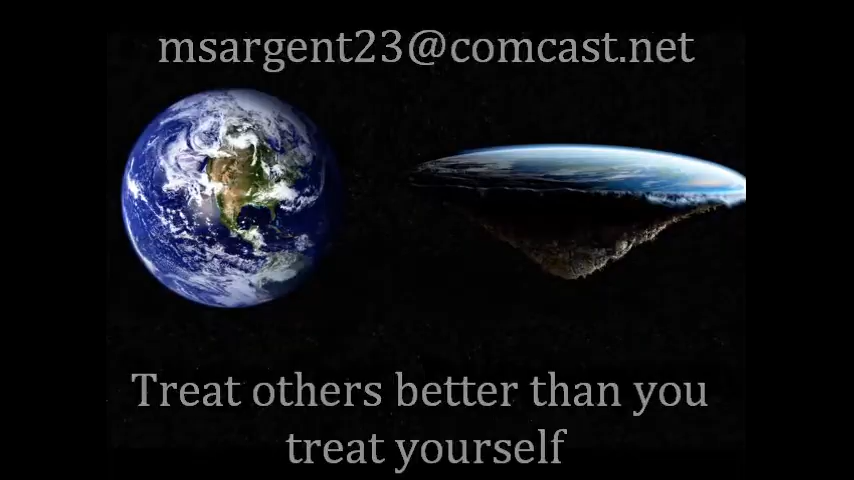 msargent23@comcast.net
Treat others better than you
treat yourself